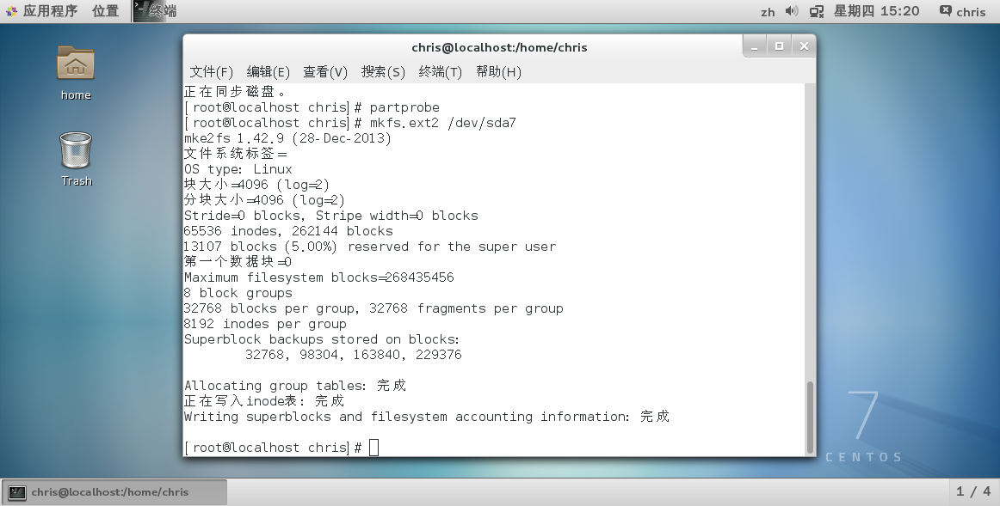 应用程序 位置 终端 zh 星期四 15:20 chris
home
Trash
chris@localhost:/home/chris
文件(F) 编辑(E) 查看(V) 搜索(S) 终端(T) 帮助(H)
正在同步磁盘。
[root@localhost chris]# partprobe
[root@localhost chris]# mkfs.ext2 /dev/sda7
mke2fs 1.42.9 (28-Dec-2013)
文件系统标签=
OS type: Linux
块大小=4096 (log=2)
分块大小=4096 (log=2)
Stride=0 blocks, Stripe width=0 blocks
65536 inodes, 262144 blocks
13107 blocks (5.00%) reserved for the super user
第一个数据块=0
Maximum filesystem blocks=268435456
8 block groups
32768 blocks per group, 32768 fragments per group
8192 inodes per group
Superblock backups stored on blocks:
32768, 98304, 163840, 229376
Allocating group tables: 完成
正在写入inode表: 完成
Writing superblocks and filesystem accounting information: 完成
[root@localhost chris]#
7
CENTOS
chris@localhost:/home/chris
1 / 4